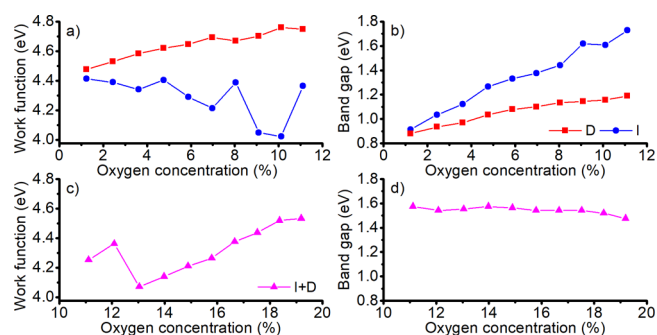 a)
Work function (eV)
4.8
4.6
4.4
4.2
4.0
0 2 4 6 8 10 12
Oxygen concentration (%)
b)
Band gap (eV)
1.8
1.6
1.4
1.2
1.0
0.8
D I
0 2 4 6 8 10 12
Oxygen concentration (%)
c)
Work function (eV)
4.8
4.6
4.4
4.2
4.0
I+D
10 12 14 16 18 20
Oxygen concentration (%)
d)
Band gap (eV)
1.8
1.6
1.4
1.2
1.0
0.8
10 12 14 16 18 20
Oxygen concentration (%)